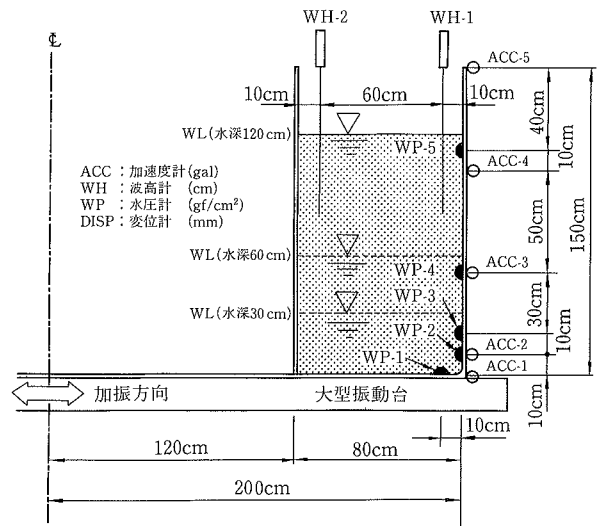 WH-2
WH-1
℄
ACC-5
10cm
60cm
10cm
40cm
WL(水深120cm)
WP-5
10cm
ACC-4
ACC：加速度計(gal)
WH：波高計 (cm)
WP：水圧計 (gf/cm²)
DISP：変位計 (mm)
50cm
150cm
WL(水深60cm)
WP-4
ACC-3
WP-3
30cm
WL(水深30cm)
WP-2
10cm
ACC-2
WP-1
ACC-1
加振方向
大型振動台
10cm
10cm
120cm
80cm
200cm